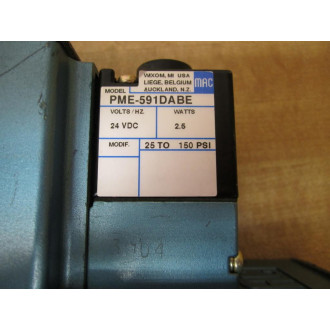 WIXOM, MI USA
LIEGE, BELGIUM
AUCKLAND, N.Z.
MAC
MODEL
PME-591DABE
VOLTS/HZ. WATTS
24 VDC 2.5
MODIF. 25 TO 150 PSI